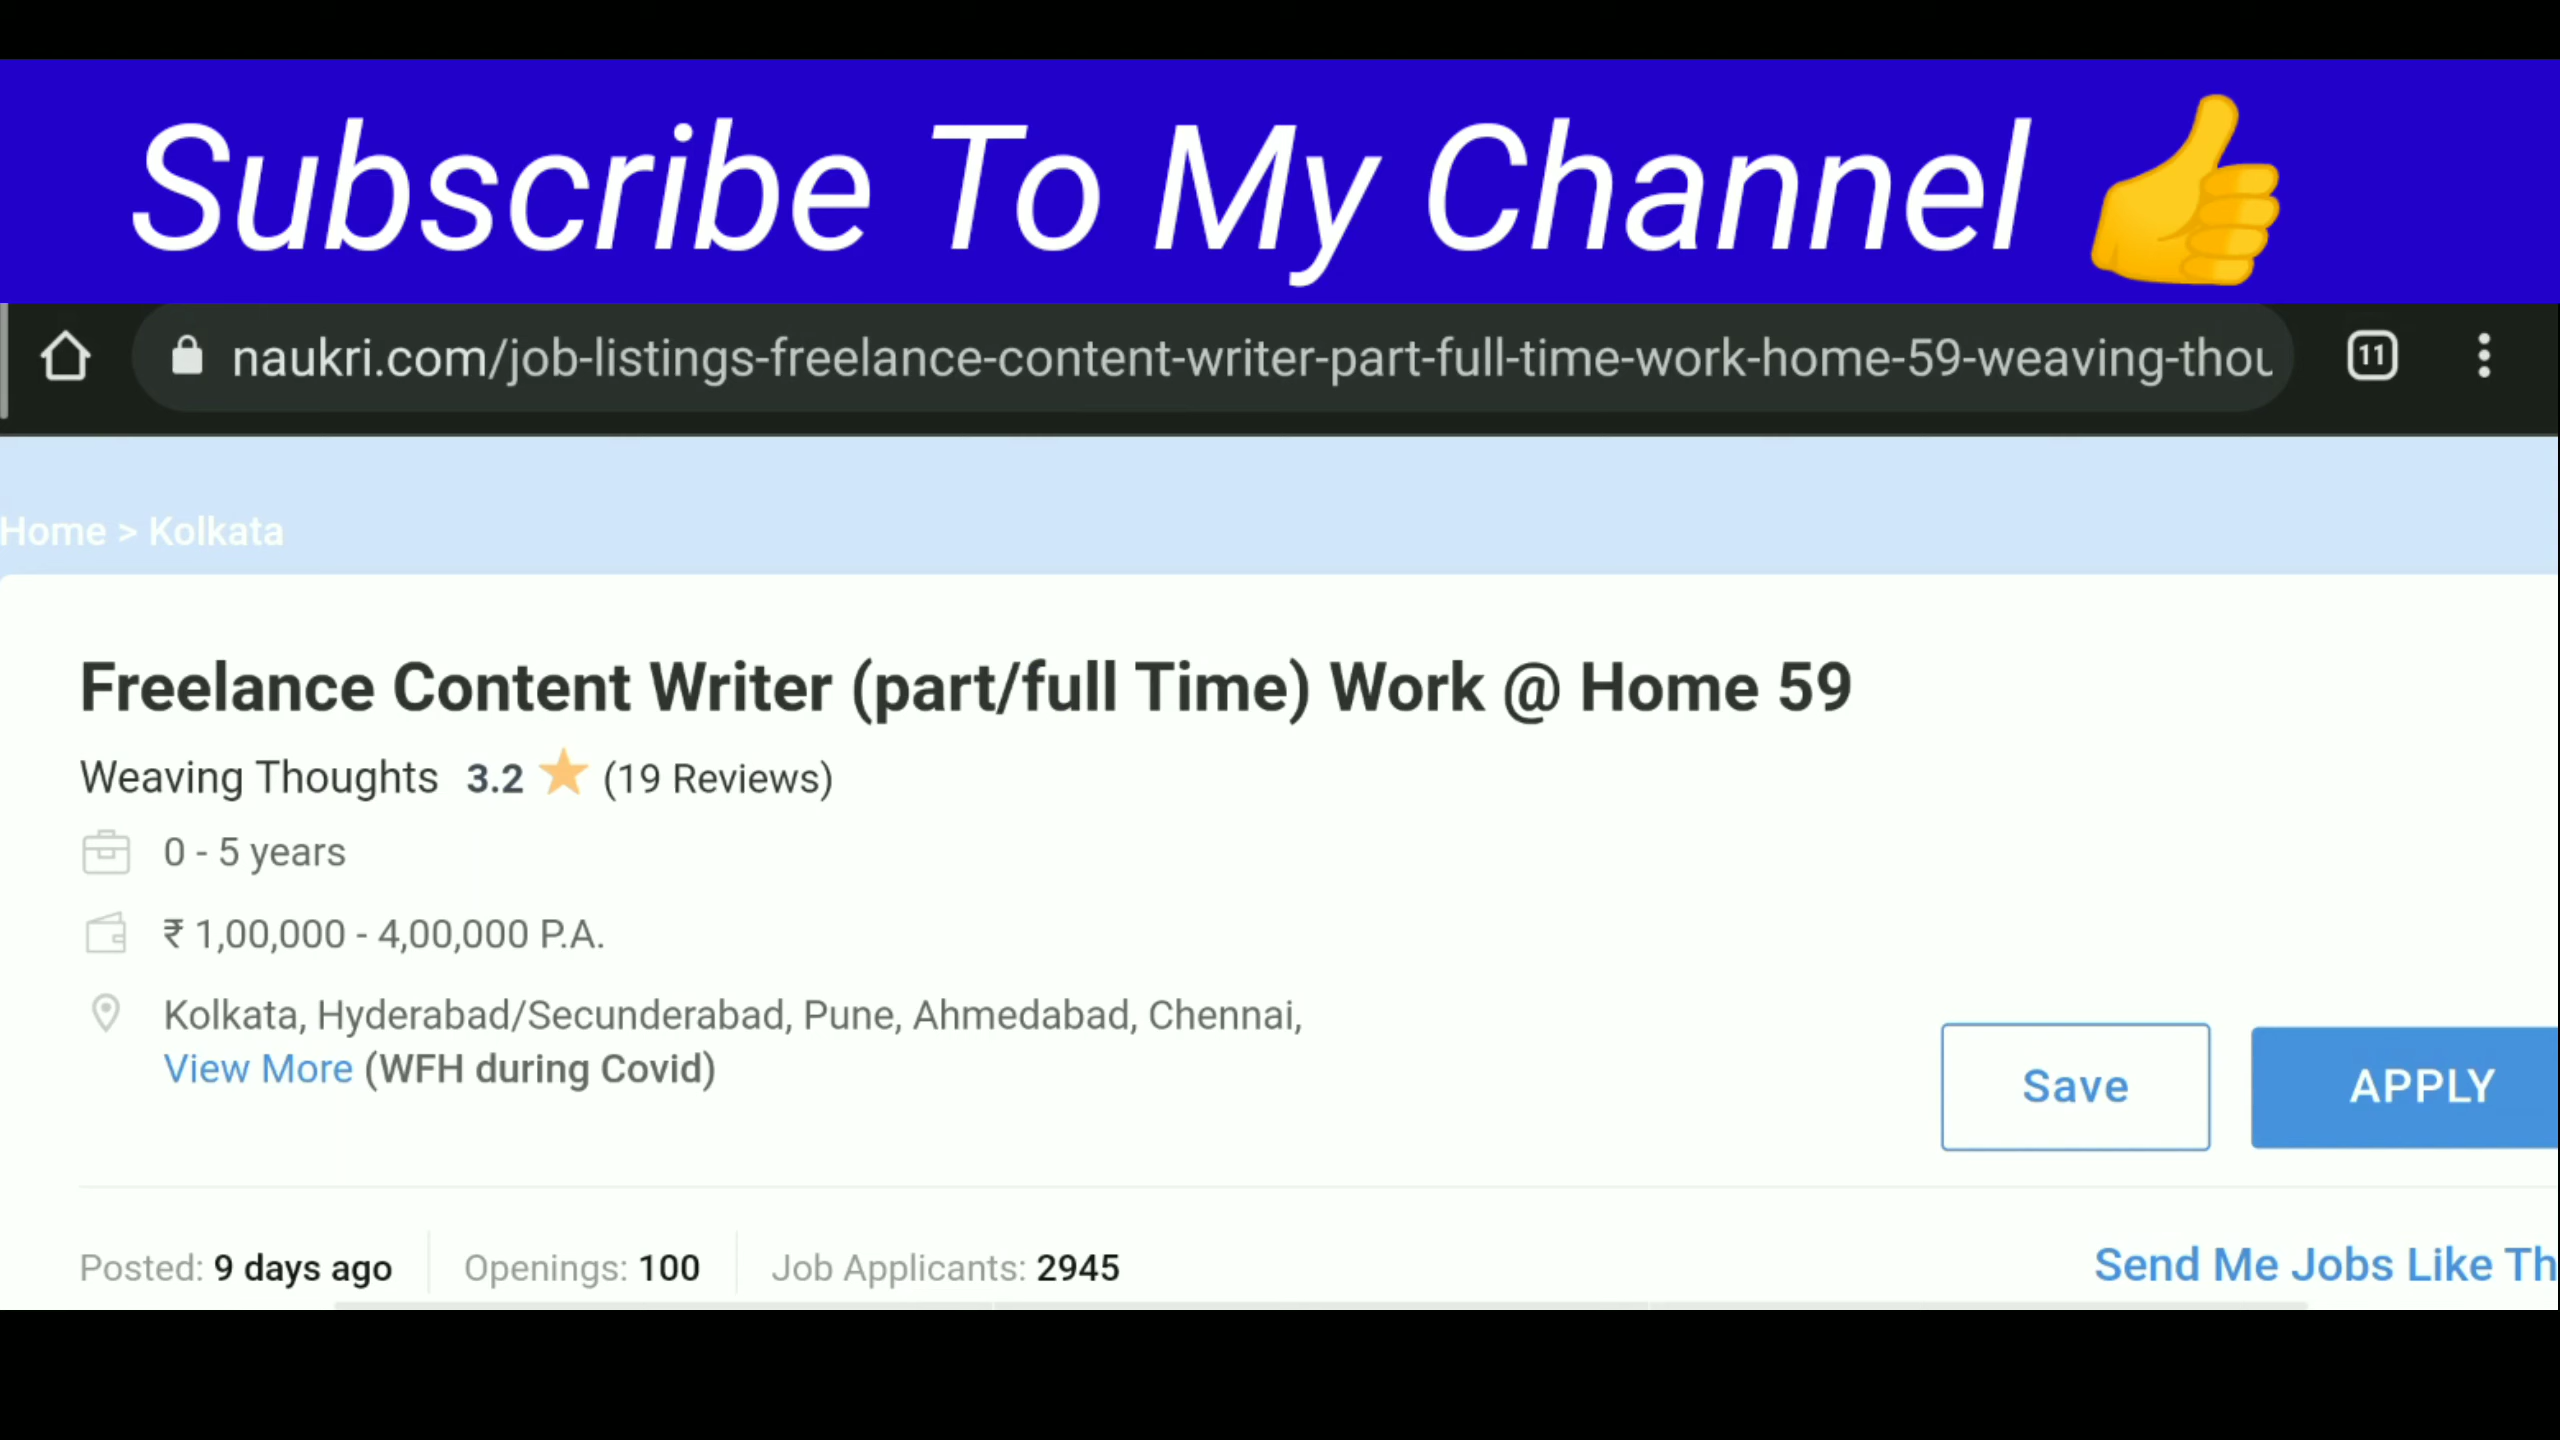 Subscribe To My Channel 👍
naukri.com/job-listings-freelance-content-writer-part-full-time-work-home-59-weaving-thou
11
Home > Kolkata
Freelance Content Writer (part/full Time) Work @ Home 59
Weaving Thoughts 3.2 ★ (19 Reviews)
0 - 5 years
₹ 1,00,000 - 4,00,000 P.A.
Kolkata, Hyderabad/Secunderabad, Pune, Ahmedabad, Chennai,
View More (WFH during Covid)
Save
APPLY
Posted: 9 days ago
Openings: 100
Job Applicants: 2945
Send Me Jobs Like Th